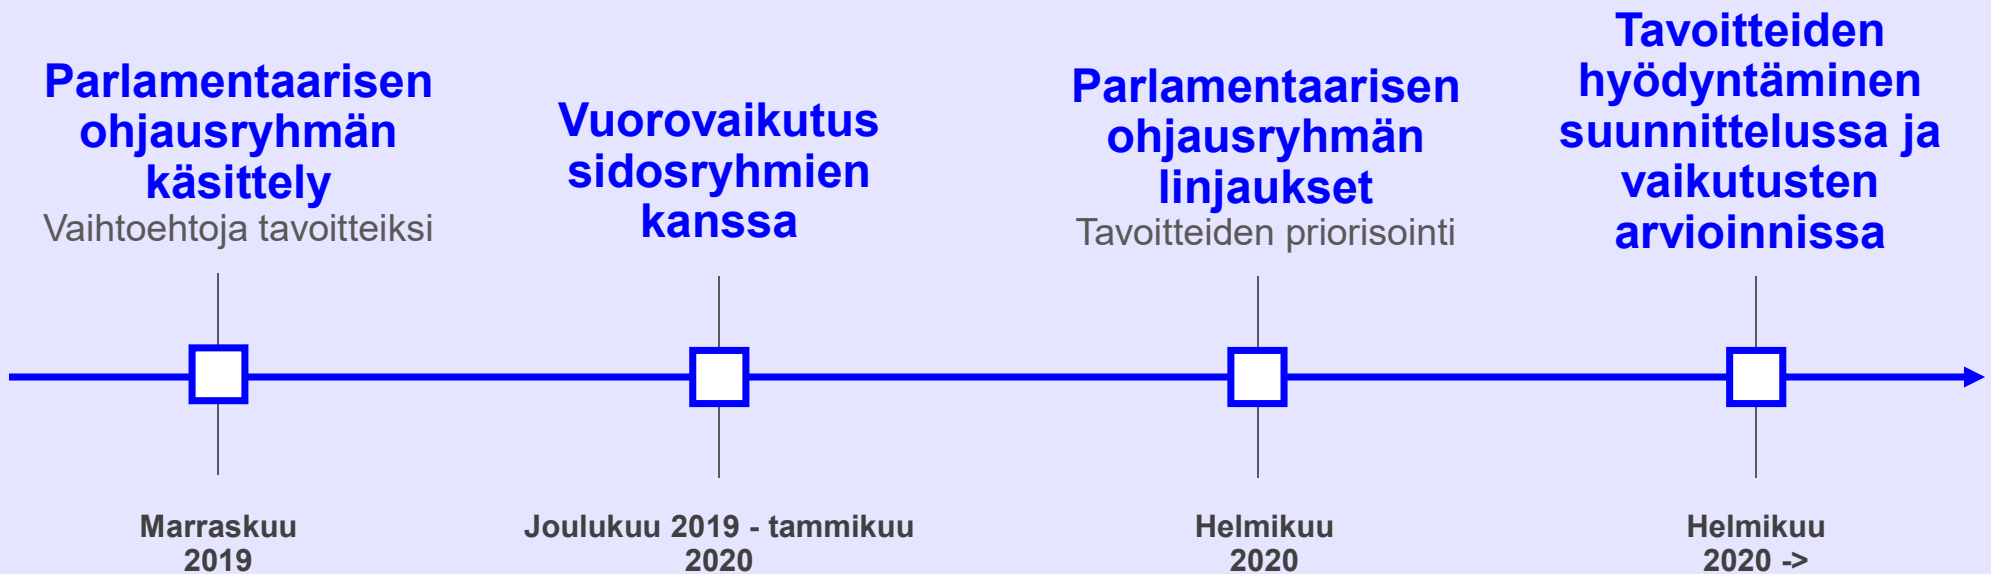 Parlamentaarisen
ohjausryhmän
käsittely
Vaihtoehtoja tavoitteiksi
Marraskuu
2019
Vuorovaikutus
sidosryhmien
kanssa
Joulukuu 2019 - tammikuu
2020
Parlamentaarisen
ohjausryhmän
linjaukset
Tavoitteiden priorisointi
Helmikuu
2020
Tavoitteiden
hyödyntäminen
suunnittelussa ja
vaikutusten
arvioinnissa
Helmikuu
2020 ->